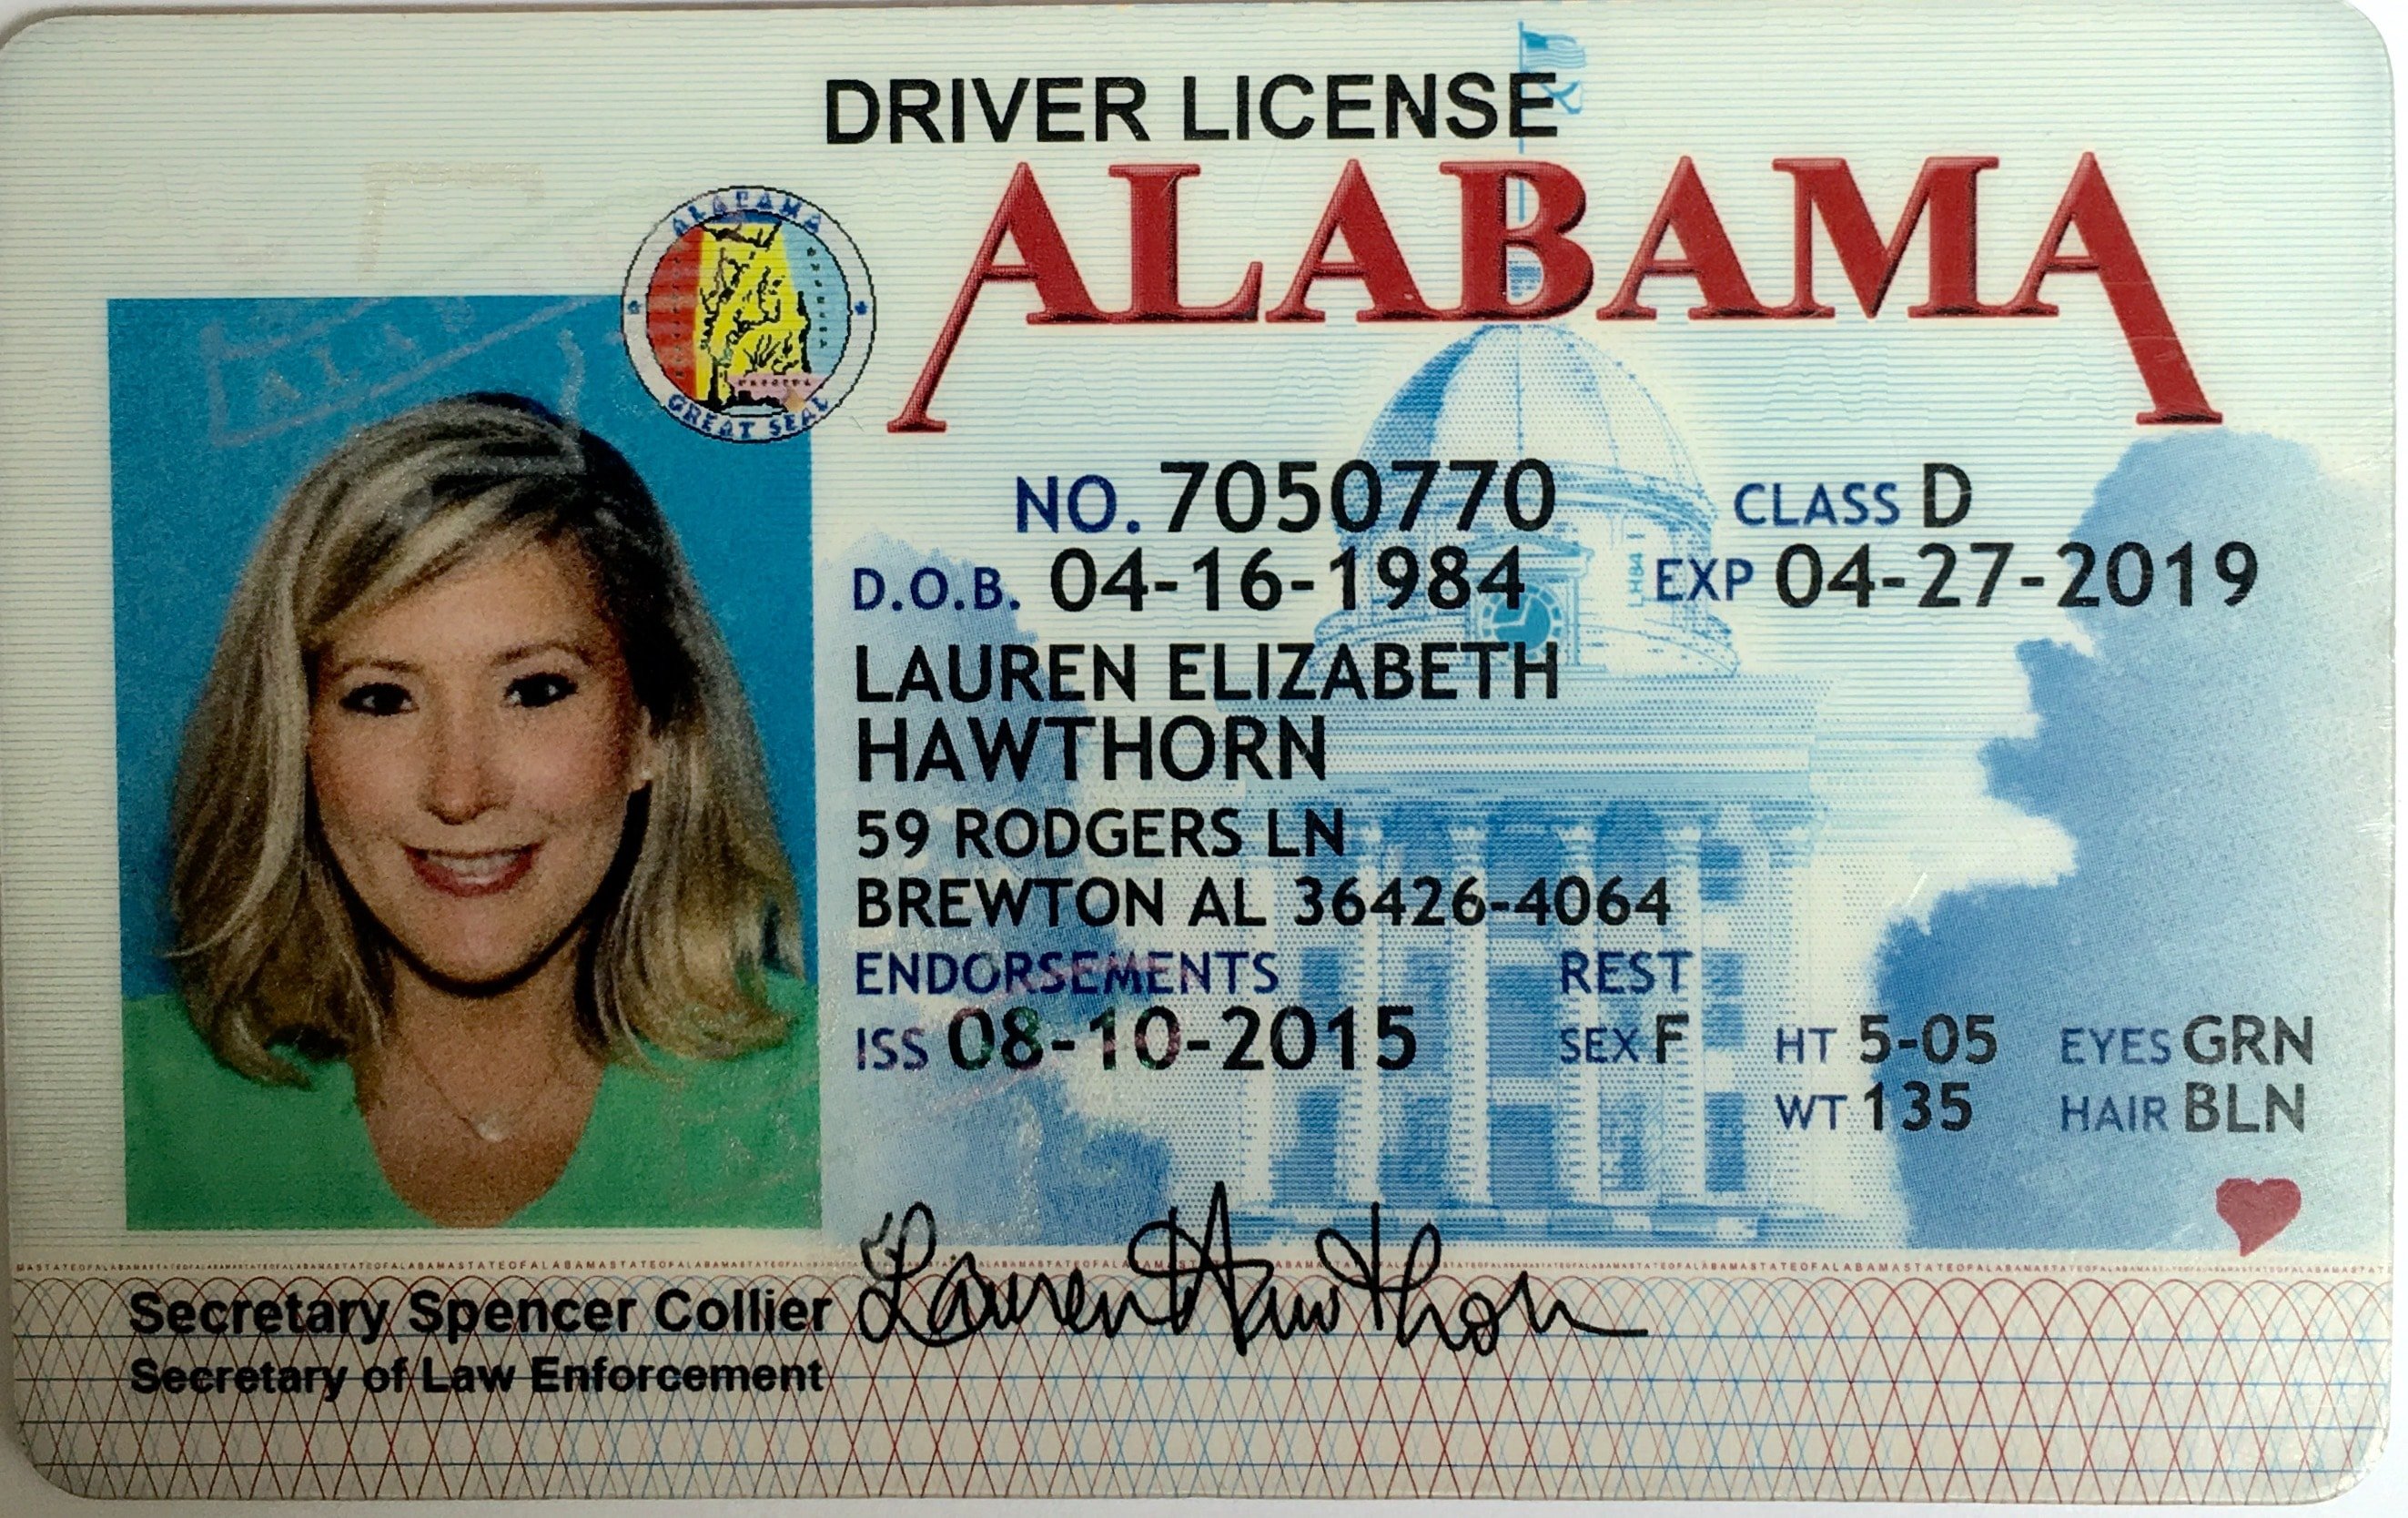 DRIVER LICENSE
ALABAMA
ALABAMA
GREAT SEAL
NO. 7050770 CLASS D
D.O.B. 04-16-1984 EXP 04-27-2019
LAUREN ELIZABETH
HAWTHORN
59 RODGERS LN
BREWTON AL 36426-4064
ENDORSEMENTS REST
ISS 08-10-2015 SEX F HT 5-05 EYES GRN
WT 135 HAIR BLN
Lauren Hawthorn
Secretary Spencer Collier
Secretary of Law Enforcement